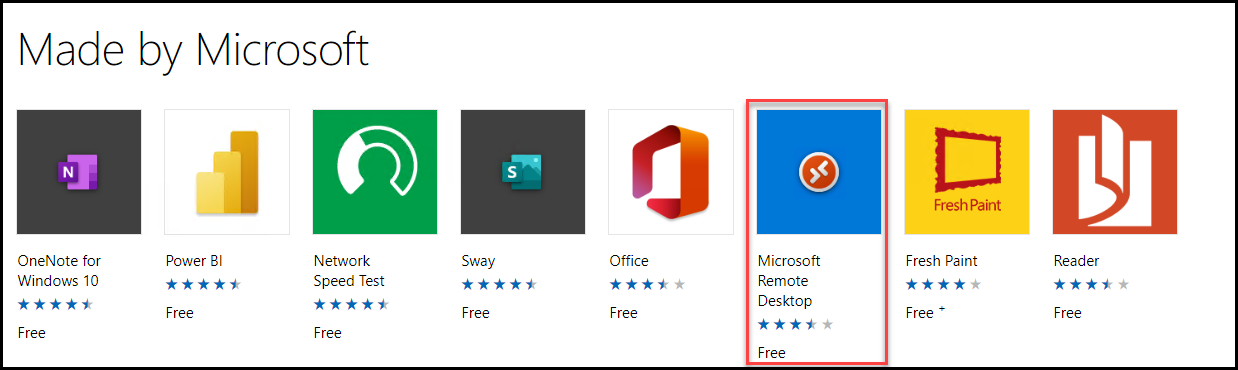 Made by Microsoft
N
S
Fresh Paint
OneNote for
Windows 10
Free
Power BI
Free
Network
Speed Test
Free
Sway
Free
Office
Free
Microsoft
Remote
Desktop
Free
Fresh Paint
Free +
Reader
Free